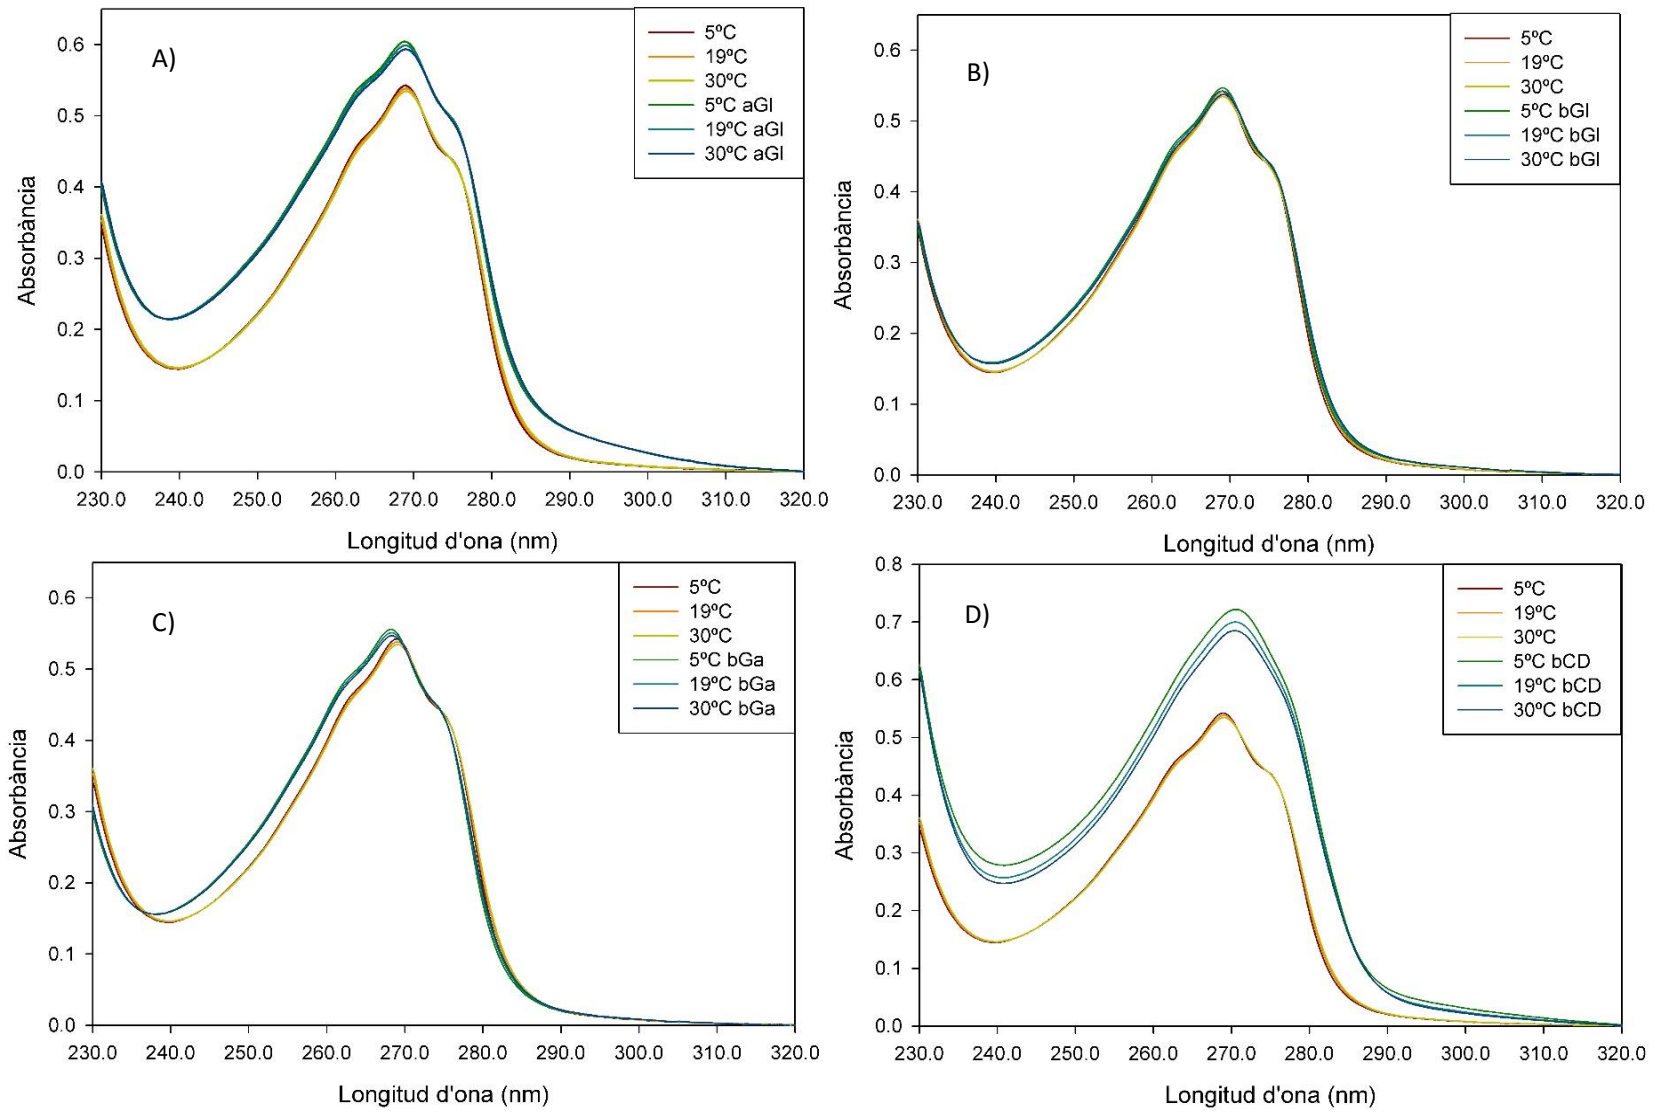 A)
Absorbància
0.6
0.5
0.4
0.3
0.2
0.1
0.0
230.0 240.0 250.0 260.0 270.0 280.0 290.0 300.0 310.0 320.0
Longitud d'ona (nm)
5ºC
19ºC
30ºC
5ºC aGl
19ºC aGl
30ºC aGl
B)
Absorbància
0.6
0.5
0.4
0.3
0.2
0.1
0.0
230.0 240.0 250.0 260.0 270.0 280.0 290.0 300.0 310.0 320.0
Longitud d'ona (nm)
5ºC
19ºC
30ºC
5ºC bGl
19ºC bGl
30ºC bGl
C)
Absorbància
0.6
0.5
0.4
0.3
0.2
0.1
0.0
230.0 240.0 250.0 260.0 270.0 280.0 290.0 300.0 310.0 320.0
Longitud d'ona (nm)
5ºC
19ºC
30ºC
5ºC bGa
19ºC bGa
30ºC bGa
D)
Absorbància
0.8
0.7
0.6
0.5
0.4
0.3
0.2
0.1
0.0
230.0 240.0 250.0 260.0 270.0 280.0 290.0 300.0 310.0 320.0
Longitud d'ona (nm)
5ºC
19ºC
30ºC
5ºC bCD
19ºC bCD
30ºC bCD